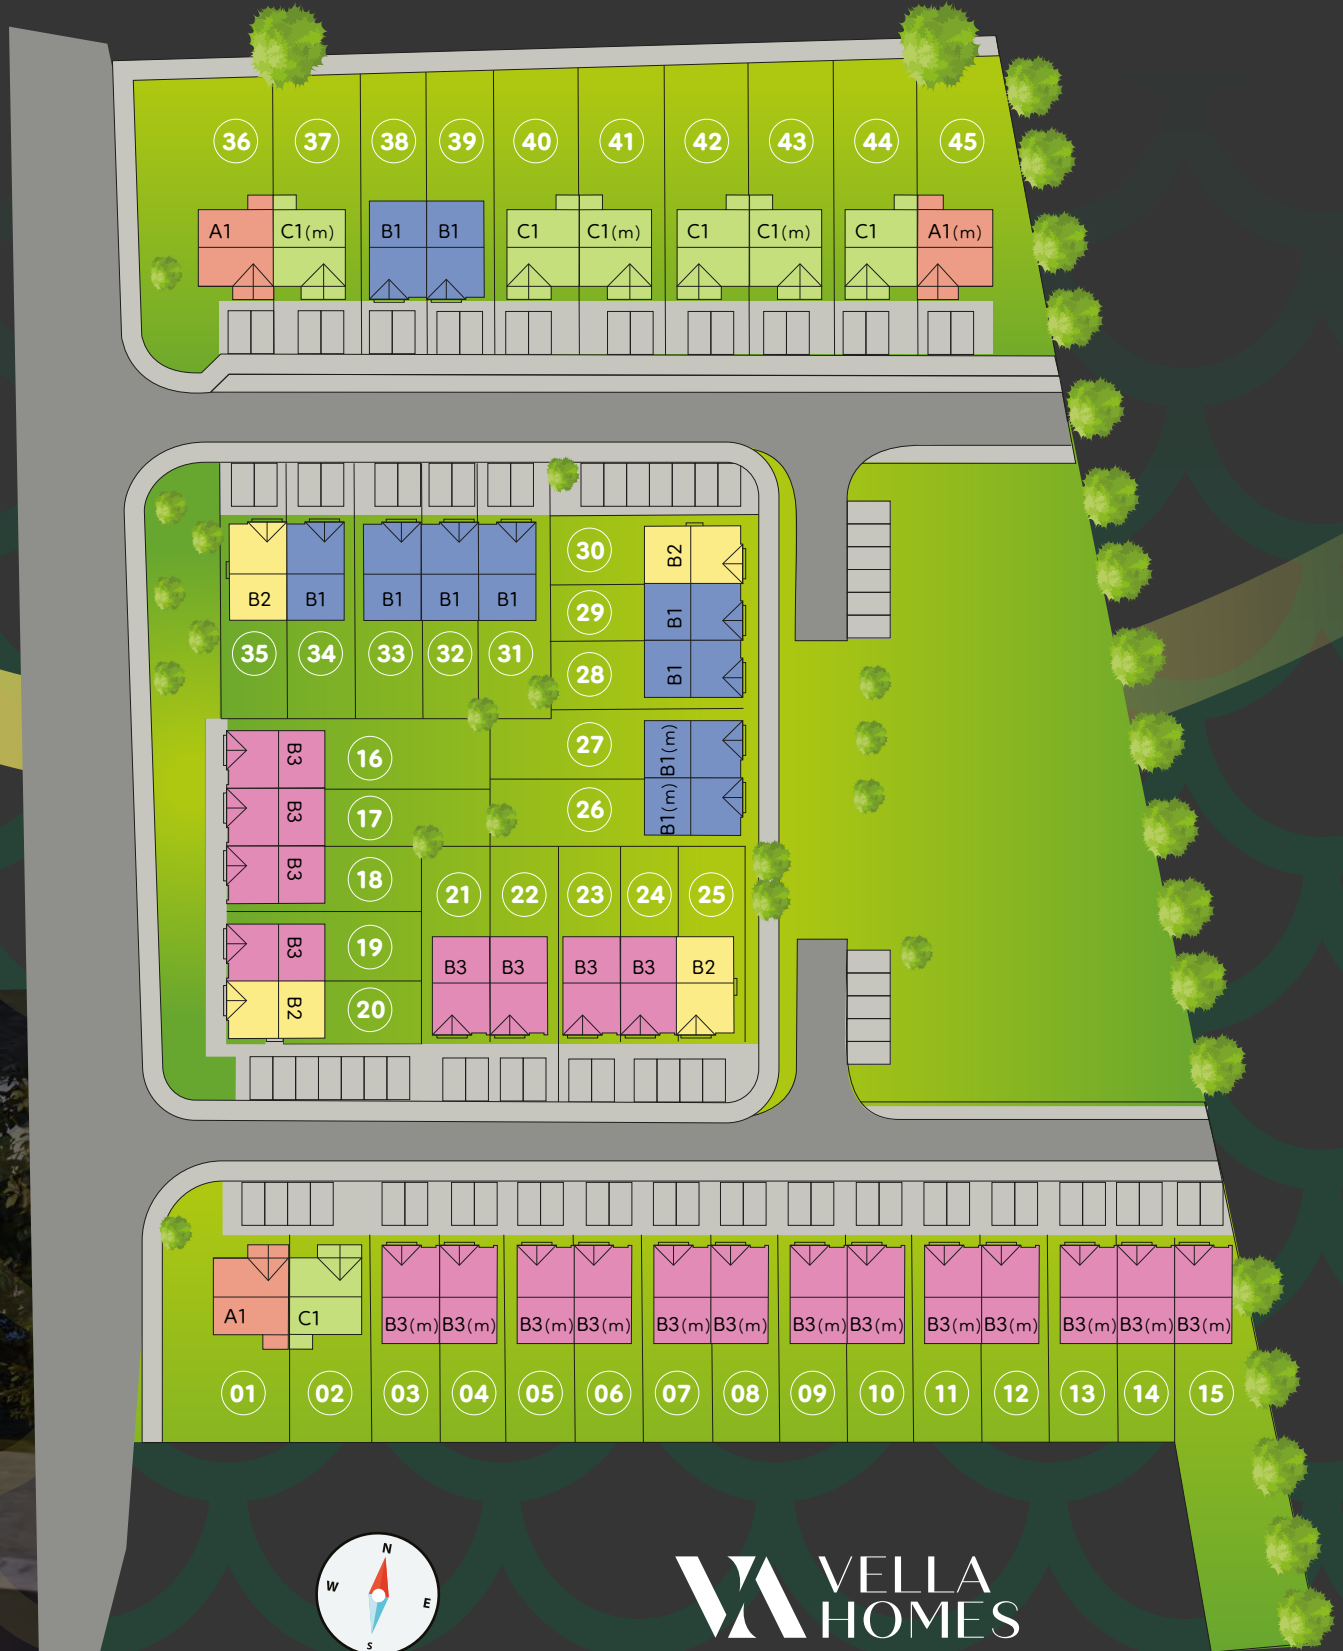 36 37 38 39 40 41 42 43 44 45
A1 C1(m) B1 B1 C1 C1(m) C1 C1(m) C1 A1(m)
B2 B1 B1 B1 B1
35 34 33 32 31
30 B2
29 B1
28 B1
27 B1(m)
26 B1(m)
B3 16
B3 17
B3 18
B3 19
B2 20
21 22 23 24 25
B3 B3 B3 B3 B2
A1 C1 B3(m) B3(m) B3(m) B3(m) B3(m) B3(m) B3(m) B3(m) B3(m) B3(m) B3(m) B3(m) B3(m)
01 02 03 04 05 06 07 08 09 10 11 12 13 14 15
N
W
E
S
VELLA
HOMES